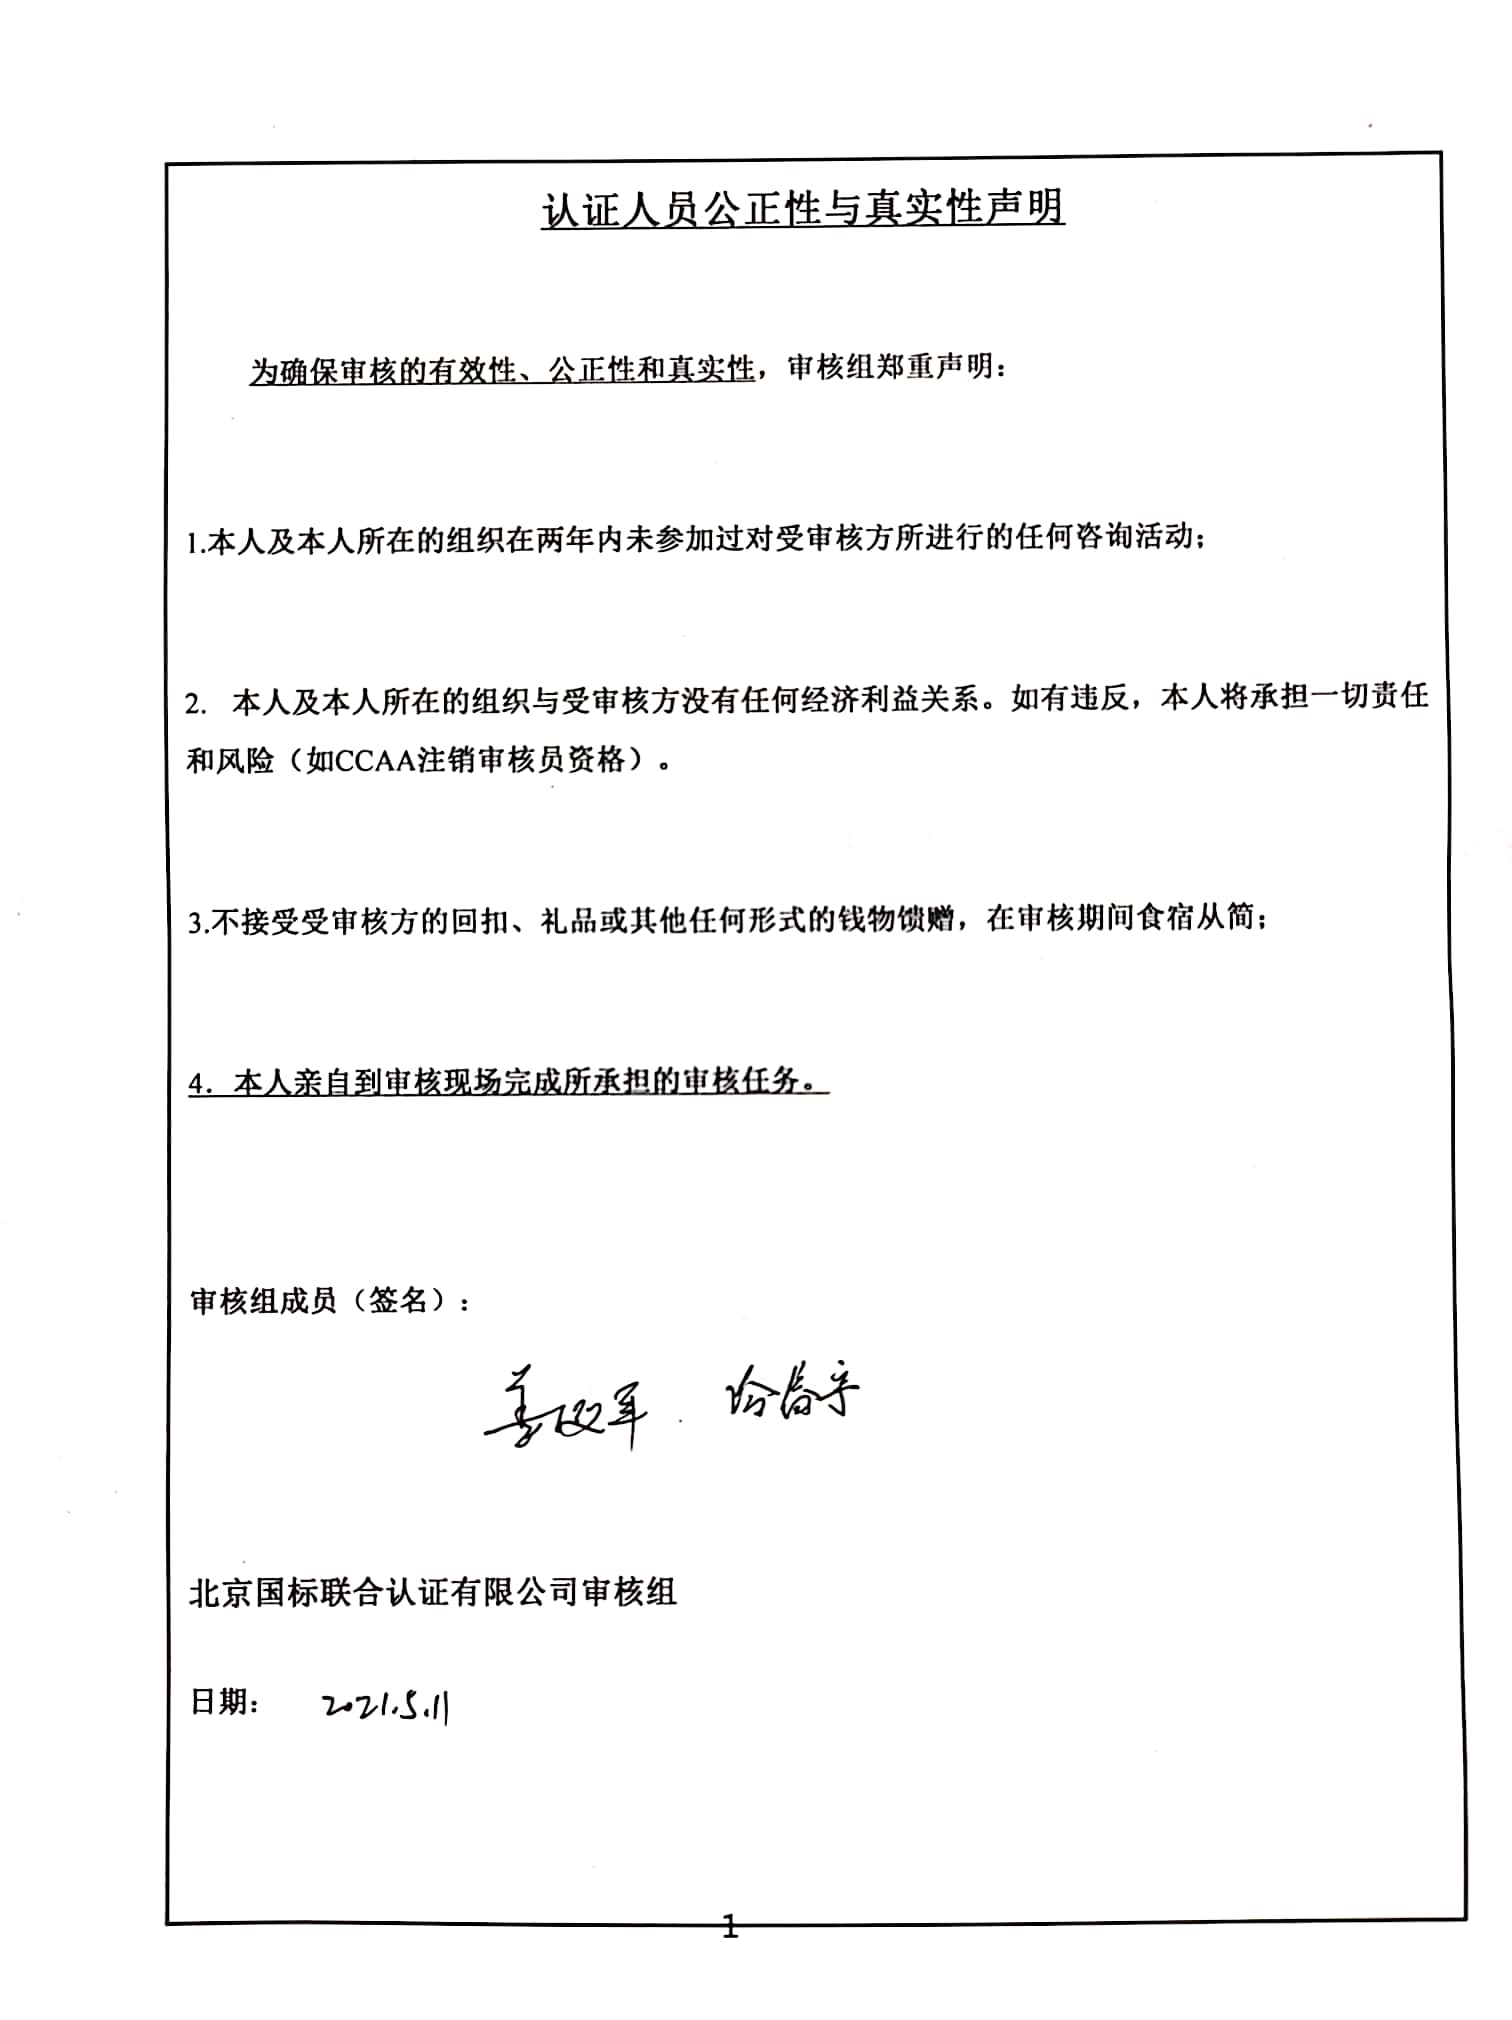 认证人员公正性与真实性声明
为确保审核的有效性、公正性和真实性，审核组郑重声明：
1.本人及本人所在的组织在两年内未参加过对受审核方所进行的任何咨询活动；
2. 本人及本人所在的组织与受审核方没有任何经济利益关系。如有违反，本人将承担一切责任
和风险（如CCAA注销审核员资格）。
3.不接受受审核方的回扣、礼品或其他任何形式的钱物馈赠，在审核期间食宿从简；
4. 本人亲自到审核现场完成所承担的审核任务。
审核组成员（签名）：
北京国标联合认证有限公司审核组
日期： 2021.5.11
1